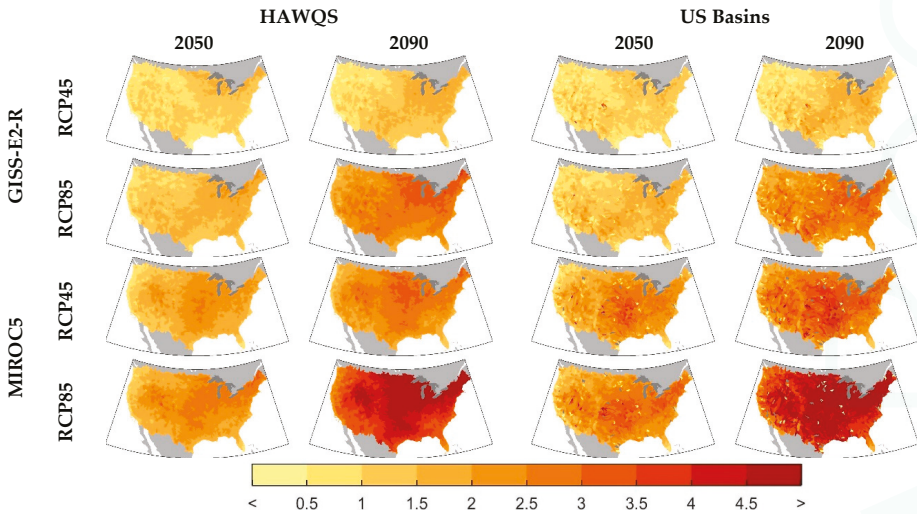 HAWQS US Basins
2050 2090 2050 2090
GISS-E2-R
RCP45
RCP85
MIROC5
RCP45
RCP85
< 0.5 1 1.5 2 2.5 3 3.5 4 4.5 >